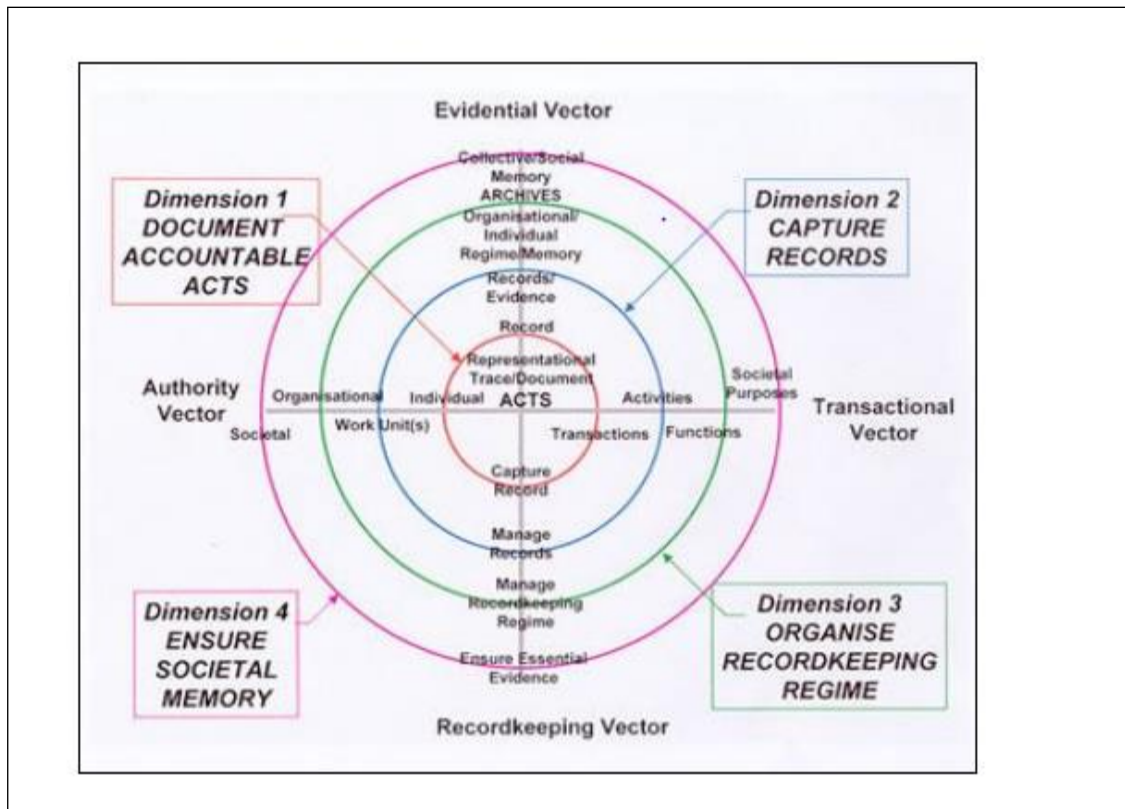 Evidential Vector
Collective/Social
Memory
ARCHIVES
Dimension 1
DOCUMENT
ACCOUNTABLE
ACTS
Organisational/
Individual
Regime/Memory
Dimension 2
CAPTURE
RECORDS
Records/
Evidence
Record
Representational
Trace/Document
ACTS
Authority
Vector
Organisational
Individual
Societal
Work Unit(s)
Activities
Societal
Purposes
Transactions
Functions
Transactional
Vector
Capture
Record
Manage
Records
Manage
Recordkeeping
Regime
Ensure Essential
Evidence
Dimension 4
ENSURE
SOCIETAL
MEMORY
Dimension 3
ORGANISE
RECORDKEEPING
REGIME
Recordkeeping Vector